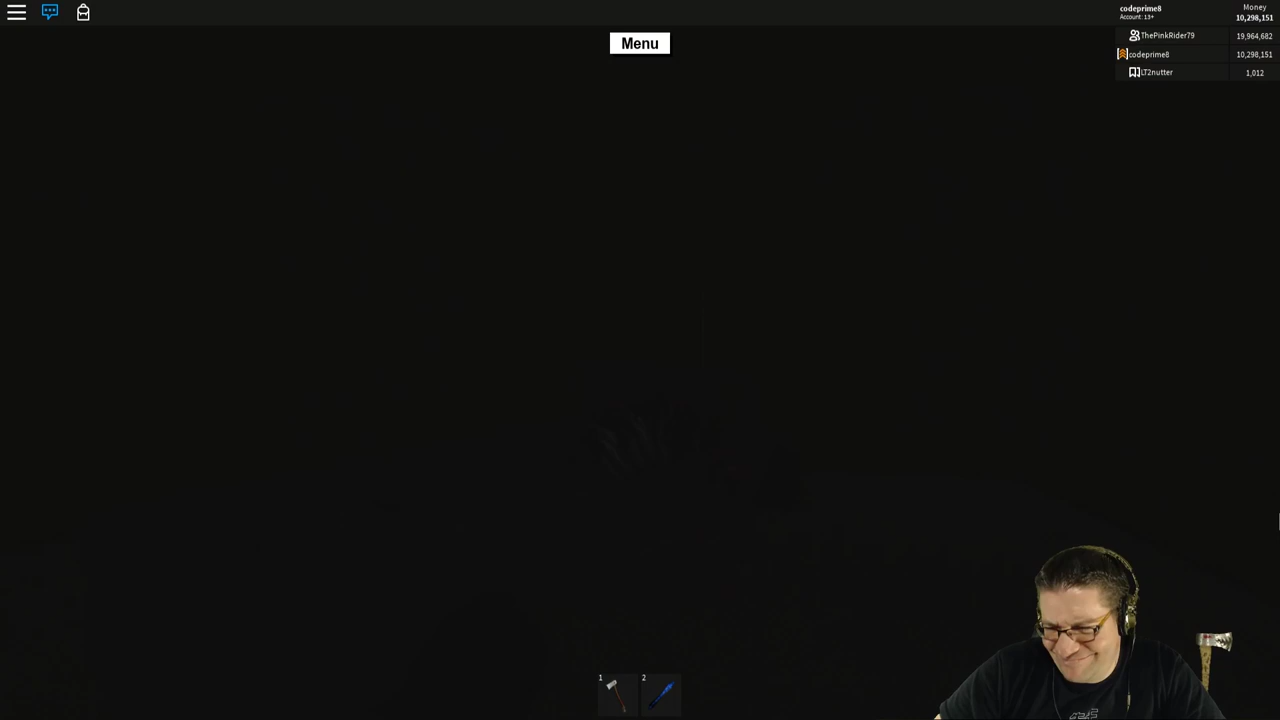 codeprime8
Account: 13+
Money
10,298,151
Menu
ThePinkRider79 19,964,682
codeprime8 10,298,151
LT2nutter 1,012
1 2